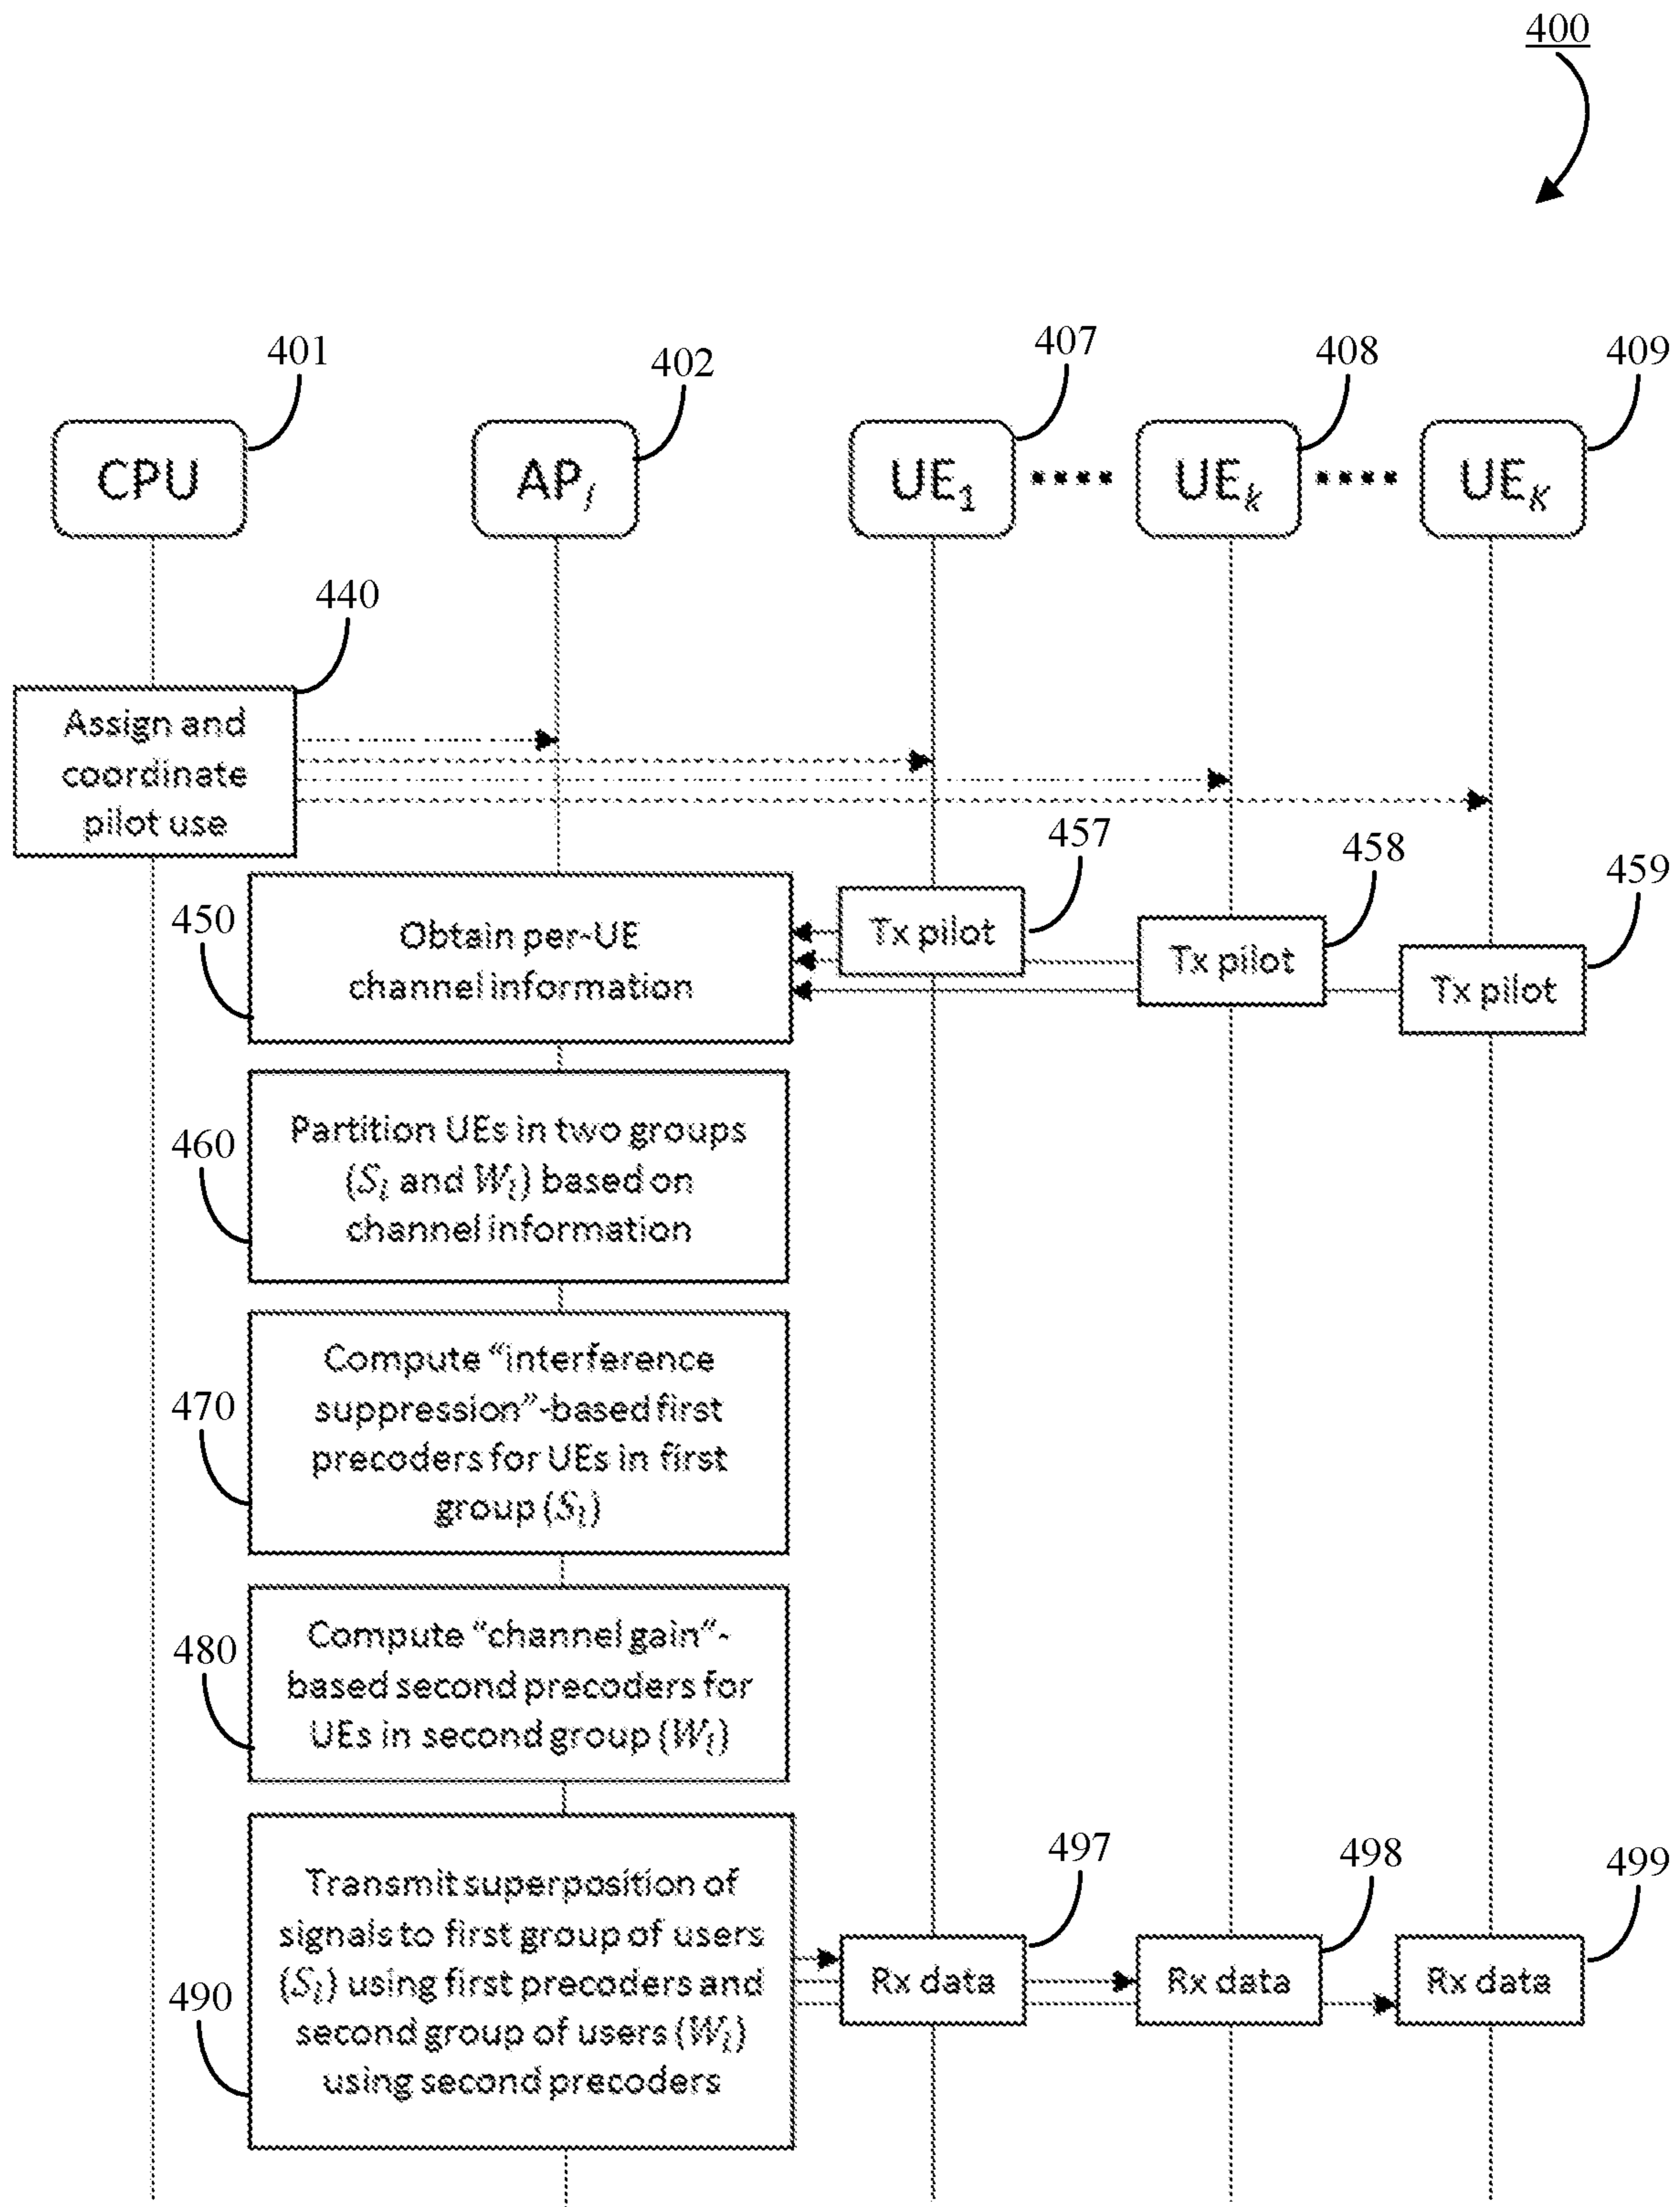 400
401
402
407
408
409
CPU
AP_l
UE_1
UE_k
UE_K
440
Assign and
coordinate
pilot use
457
458
459
450
Obtain per-UE
channel information
Tx pilot
Tx pilot
Tx pilot
460
Partition UEs in two groups
(S_l and W_l) based on
channel information
470
Compute "interference
suppression"-based first
precoders for UEs in first
group (S_l)
480
Compute "channel gain"-
based second precoders for
UEs in second group (W_l)
497
498
499
490
Transmit superposition of
signals to first group of users
(S_l) using first precoders and
second group of users (W_l)
using second precoders
Rx data
Rx data
Rx data